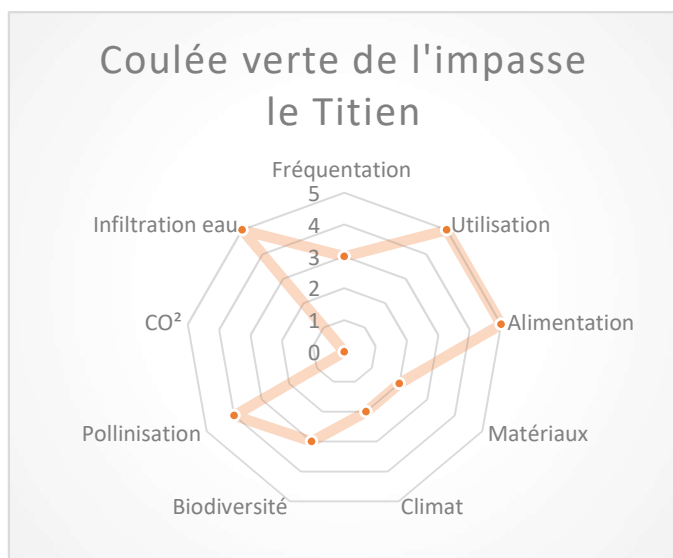 Coulée verte de l'impasse
le Titien
Fréquentation
5
Infiltration eau
Utilisation
4
3
2
CO²
Alimentation
1
0
Pollinisation
Matériaux
Biodiversité
Climat